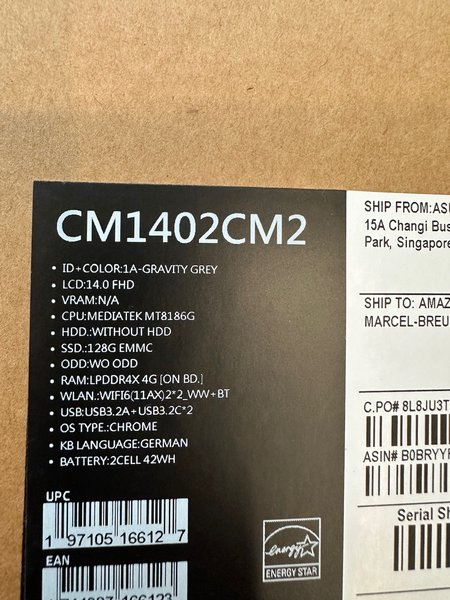 CM1402CM2
• ID+COLOR:1A-GRAVITY GREY
• LCD:14.0 FHD
• VRAM:N/A
• CPU:MEDIATEK MT8186G
• HDD.:WITHOUT HDD
• SSD.:128G EMMC
• ODD:WO ODD
• RAM:LPDDR4X 4G [ON BD.]
• WLAN.:WIFI6(11AX)2*2_WW+BT
• USB:USB3.2A+USB3.2C*2
• OS TYPE.:CHROME
• KB LANGUAGE:GERMAN
• BATTERY:2CELL 42WH
UPC
1 97105 16612 7
EAN
energy
ENERGY STAR
SHIP FROM:ASU
15A Changi Bus
Park, Singapore
SHIP TO: AMAZ
MARCEL-BREU
C.PO# 8L8JU3T
ASIN# B0BRYYF
Serial Sh